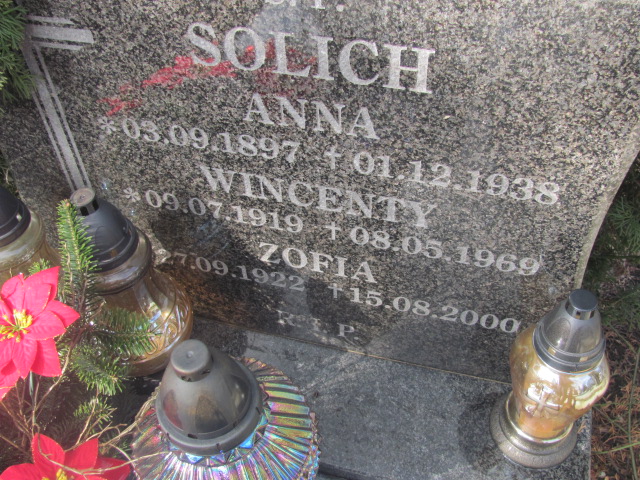 Ś.P.
SOLICH
ANNA
*03.09.1897 †01.12.1938
WINCENTY
*09.07.1919 †08.05.1969
ZOFIA
27.09.1922 †15.08.2000
R.I.P.